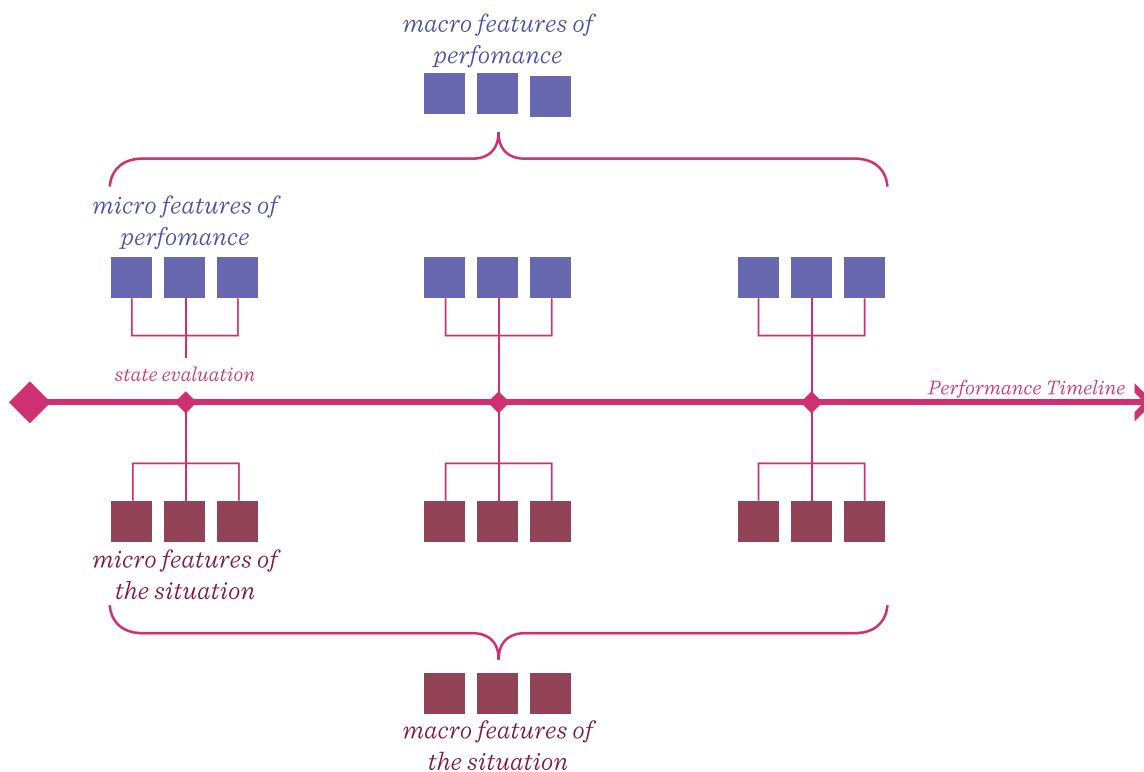 macro features of
perfomance
micro features of
perfomance
state evaluation
Performance Timeline
micro features of
the situation
macro features of
the situation